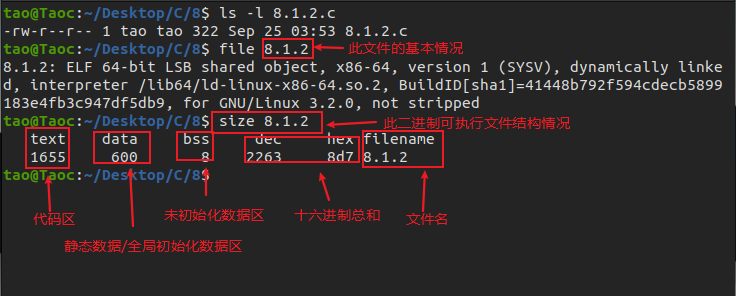 tao@Taoc:~/Desktop/C/8$ ls -l 8.1.2.c
-rw-r--r-- 1 tao tao 322 Sep 25 03:53 8.1.2.c
tao@Taoc:~/Desktop/C/8$ file 8.1.2 此文件的基本情况
8.1.2: ELF 64-bit LSB shared object, x86-64, version 1 (SYSV), dynamically linke
d, interpreter /lib64/ld-linux-x86-64.so.2, BuildID[sha1]=41448b792f594cdecb5899
183e4fb3c947df5db9, for GNU/Linux 3.2.0, not stripped
tao@Taoc:~/Desktop/C/8$ size 8.1.2 此二进制可执行文件结构情况
text data bss dec hex filename
1655 600 8 2263 8d7 8.1.2
tao@Taoc:~/Desktop/C/8$
代码区 未初始化数据区 十六进制总和 文件名
静态数据/全局初始化数据区